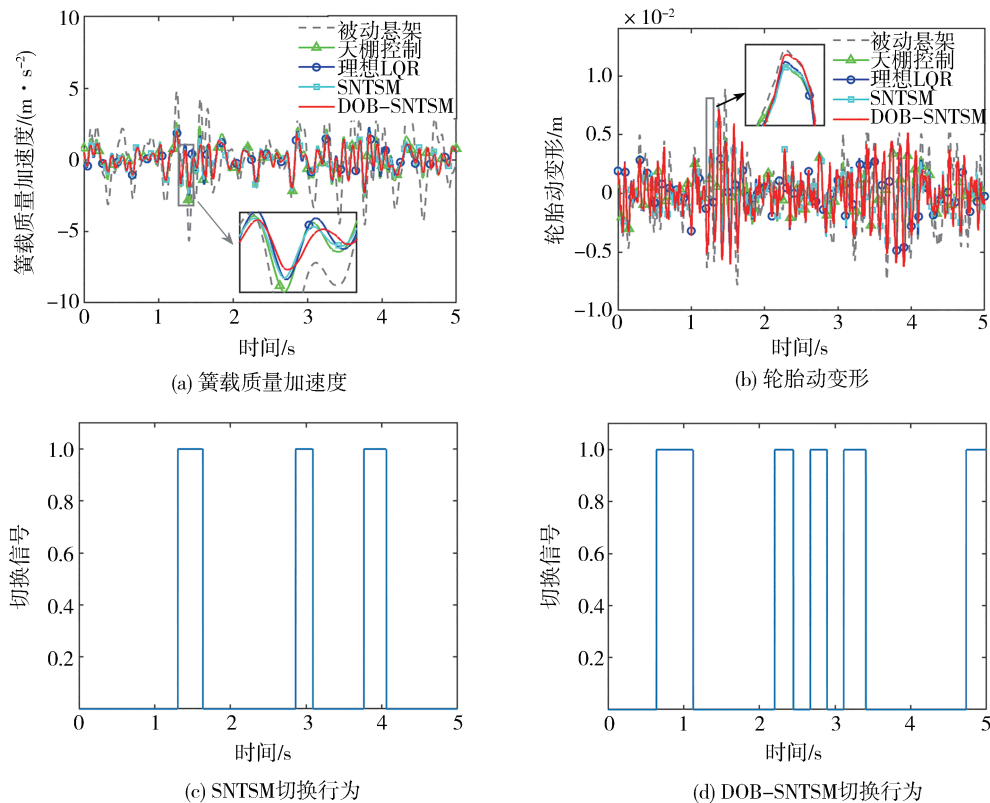 10
5
0
-5
-10
簧载质量加速度/(m·s⁻²)
被动悬架
天棚控制
理想LQR
SNTSM
DOB-SNTSM
0 1 2 3 4 5
时间/s
(a) 簧载质量加速度
×10⁻²
1.0
0.5
0
-0.5
-1.0
轮胎动变形/m
被动悬架
天棚控制
理想LQR
SNTSM
DOB-SNTSM
0 1 2 3 4 5
时间/s
(b) 轮胎动变形
1.0
0.8
0.6
0.4
0.2
切换信号
0 1 2 3 4 5
时间/s
(c) SNTSM切换行为
1.0
0.8
0.6
0.4
0.2
切换信号
0 1 2 3 4 5
时间/s
(d) DOB-SNTSM切换行为